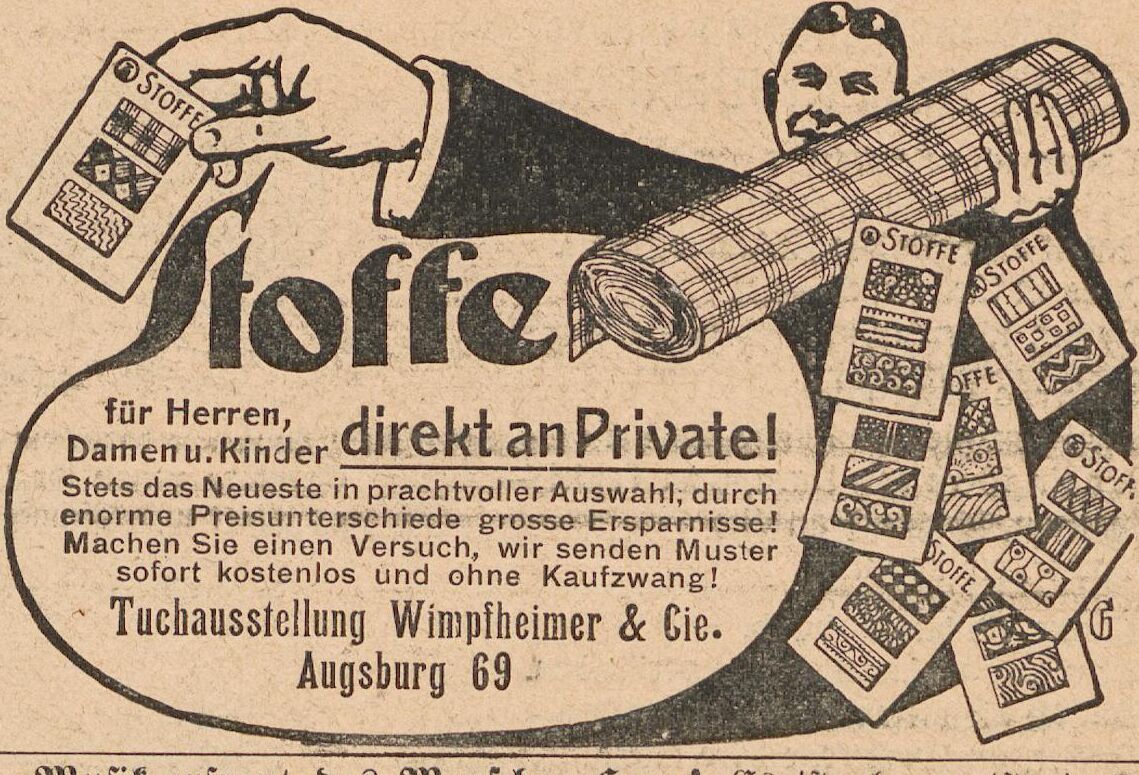 STOFFE
Stoffe
STOFFE
STOFFE
OFFE
STOFF
STOFFE
für Herren,
Damen u. Kinder direkt an Private!
Stets das Neueste in prachtvoller Auswahl, durch
enorme Preisunterschiede grosse Ersparnisse!
Machen Sie einen Versuch, wir senden Muster
sofort kostenlos und ohne Kaufzwang!
Tuchausstellung Wimpfheimer & Cie.
Augsburg 69
G